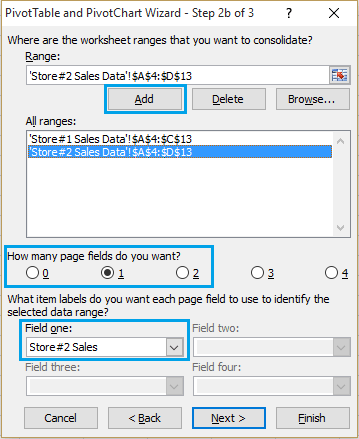 PivotTable and PivotChart Wizard - Step 2b of 3
Where are the worksheet ranges that you want to consolidate?
Range:
'Store#2 Sales Data'!$A$4:$D$13
Add Delete Browse...
All ranges:
'Store#1 Sales Data'!$A$4:$C$13
'Store#2 Sales Data'!$A$4:$D$13
How many page fields do you want?
0 1 2 3 4
What item labels do you want each page field to use to identify the
selected data range?
Field one: Field two:
Store#2 Sales
Field three: Field four:
Cancel < Back Next > Finish